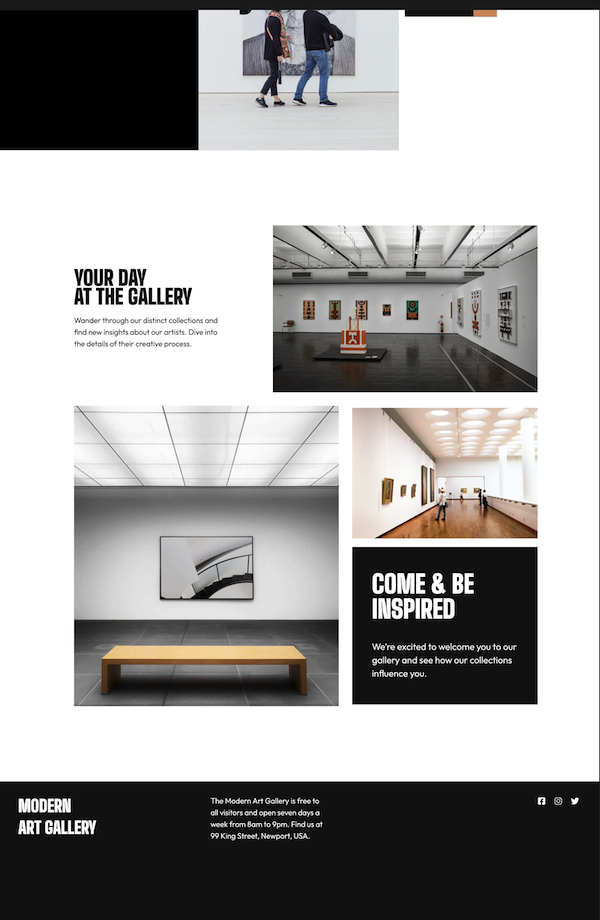 YOUR DAY
AT THE GALLERY
Wander through our distinct collections and
find new insights about our artists. Dive into
the details of their creative process.
COME & BE
INSPIRED
We're excited to welcome you to our
gallery and see how our collections
influence you.
MODERN
ART GALLERY
The Modern Art Gallery is free to
all visitors and open seven days a
week from 8am to 9pm. Find us at
99 King Street, Newport, USA.